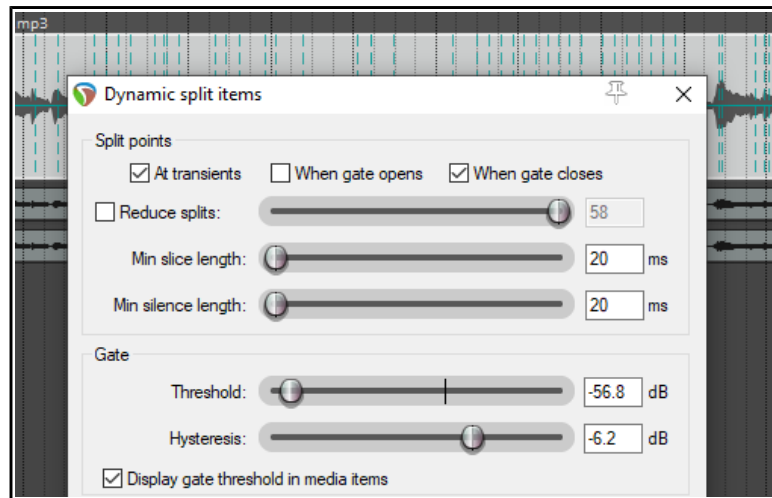 mp3
Dynamic split items
Split points
At transients When gate opens When gate closes
Reduce splits: 58
Min slice length: 20 ms
Min silence length: 20 ms
Gate
Threshold: -56.8 dB
Hysteresis: -6.2 dB
Display gate threshold in media items